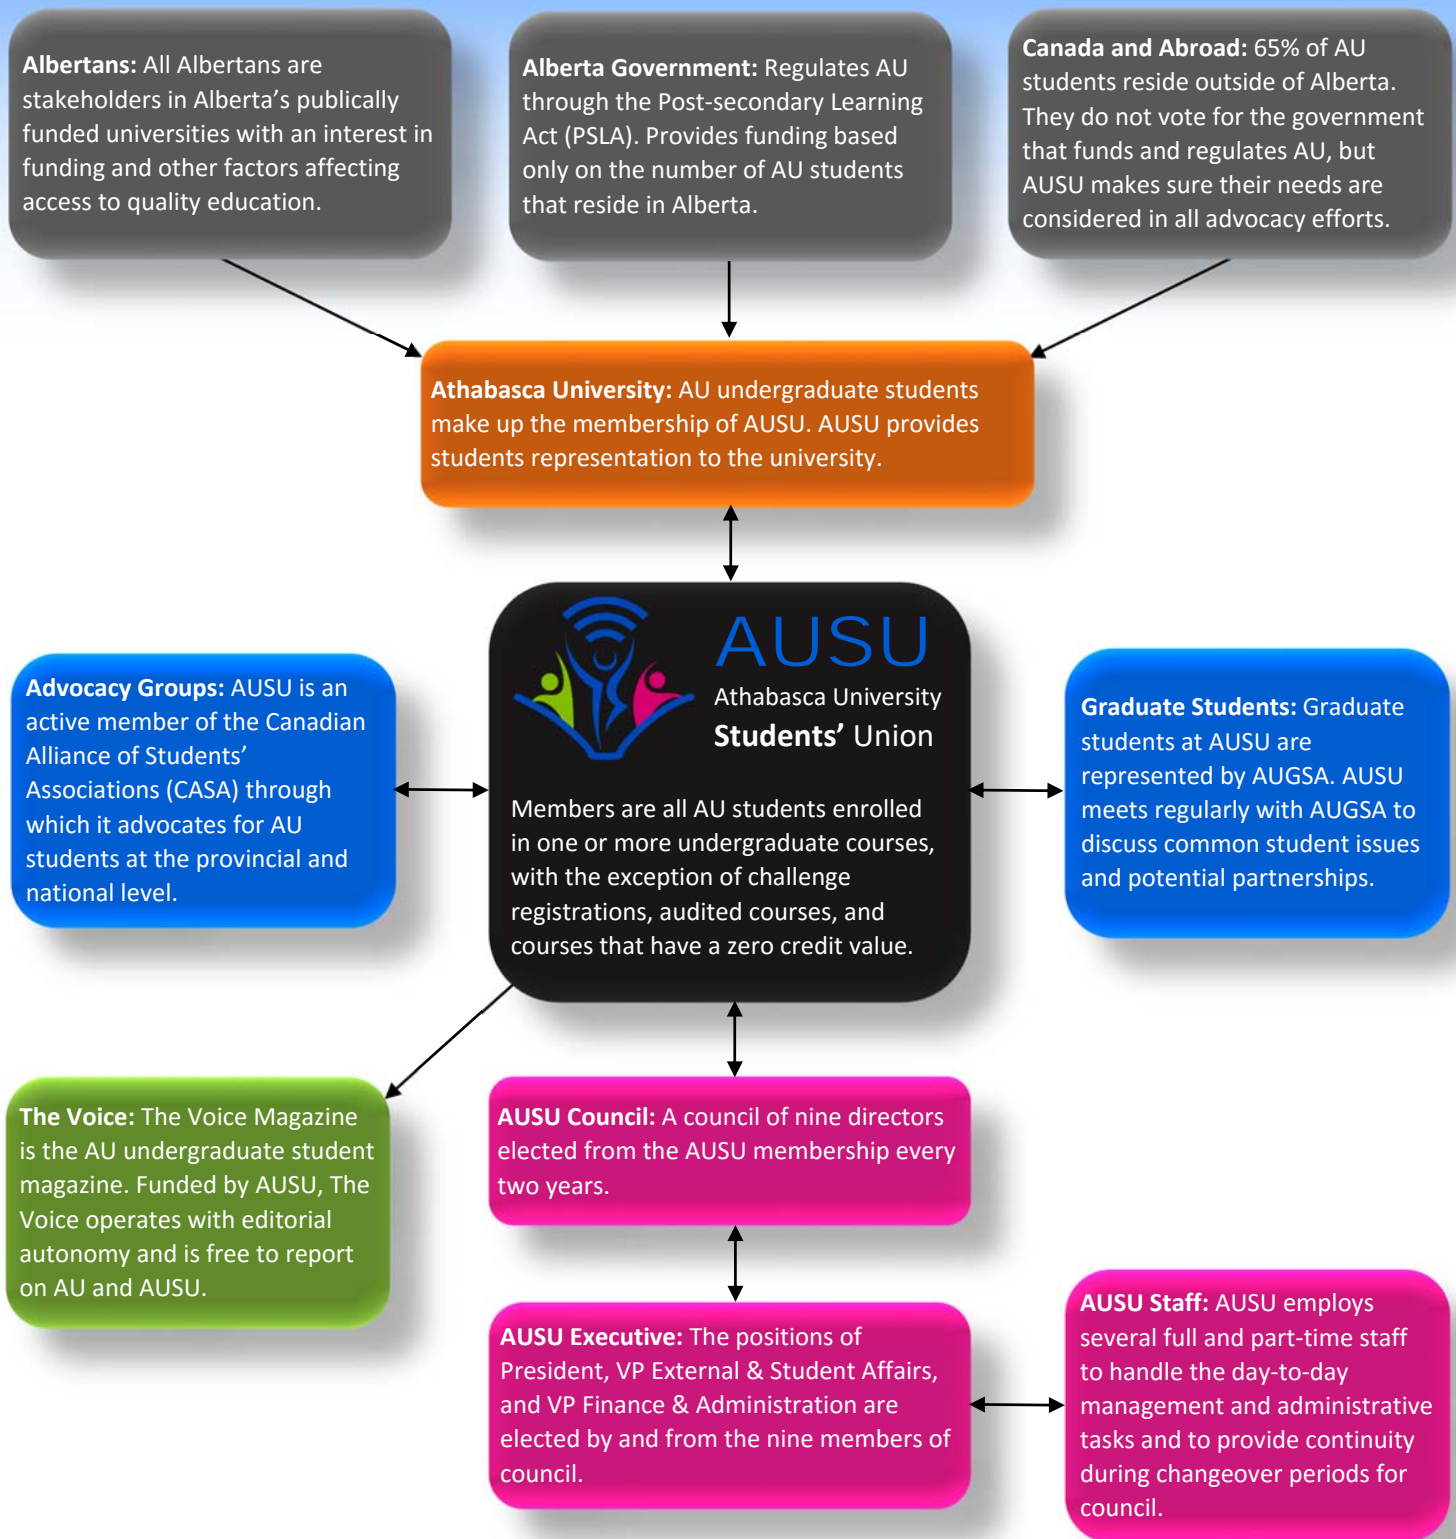 Albertans: All Albertans are
stakeholders in Alberta's publically
funded universities with an interest in
funding and other factors affecting
access to quality education.
Alberta Government: Regulates AU
through the Post-secondary Learning
Act (PSLA). Provides funding based
only on the number of AU students
that reside in Alberta.
Canada and Abroad: 65% of AU
students reside outside of Alberta.
They do not vote for the government
that funds and regulates AU, but
AUSU makes sure their needs are
considered in all advocacy efforts.
Athabasca University: AU undergraduate students
make up the membership of AUSU. AUSU provides
students representation to the university.
AUSU
Athabasca University
Students' Union
Members are all AU students enrolled
in one or more undergraduate courses,
with the exception of challenge
registrations, audited courses, and
courses that have a zero credit value.
Advocacy Groups: AUSU is an
active member of the Canadian
Alliance of Students'
Associations (CASA) through
which it advocates for AU
students at the provincial and
national level.
Graduate Students: Graduate
students at AUSU are
represented by AUGSA. AUSU
meets regularly with AUGSA to
discuss common student issues
and potential partnerships.
The Voice: The Voice Magazine
is the AU undergraduate student
magazine. Funded by AUSU, The
Voice operates with editorial
autonomy and is free to report
on AU and AUSU.
AUSU Council: A council of nine directors
elected from the AUSU membership every
two years.
AUSU Executive: The positions of
President, VP External & Student Affairs,
and VP Finance & Administration are
elected by and from the nine members of
council.
AUSU Staff: AUSU employs
several full and part-time staff
to handle the day-to-day
management and administrative
tasks and to provide continuity
during changeover periods for
council.